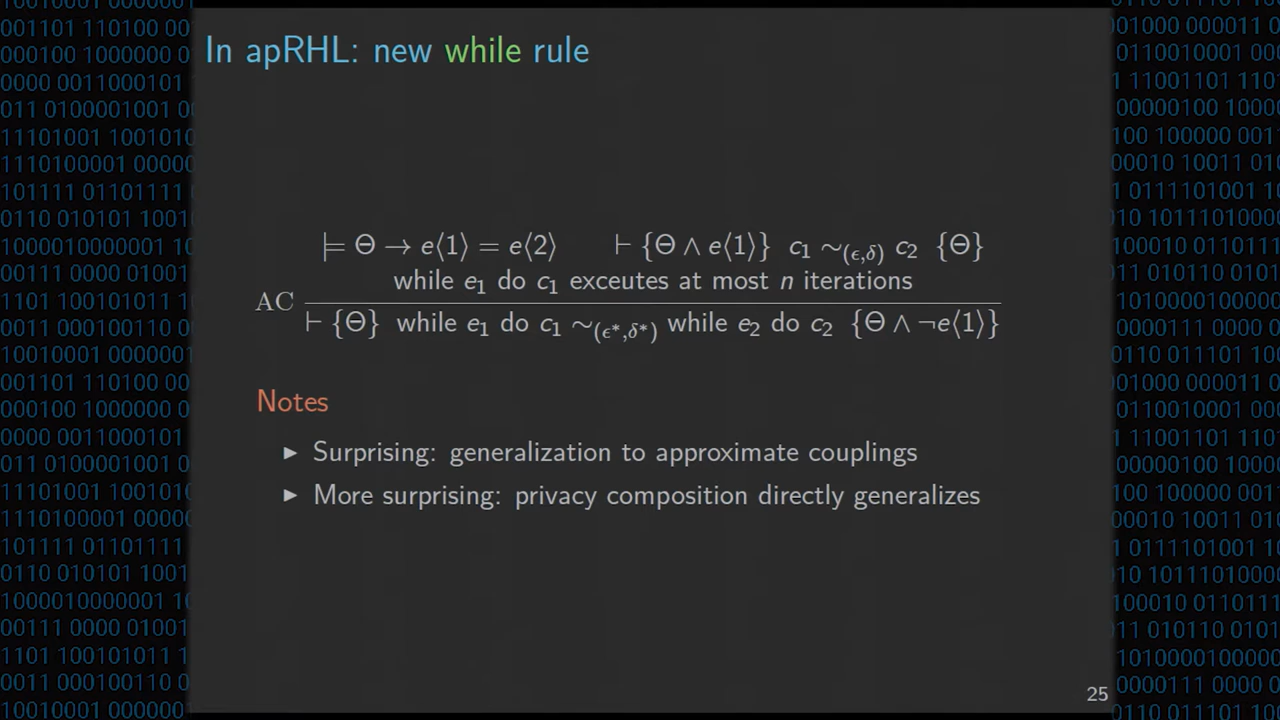 In apRHL: new while rule
⊨ Θ → e⟨1⟩ = e⟨2⟩ ⊢ {Θ ∧ e⟨1⟩} c₁ ∼(ϵ,δ) c₂ {Θ}
while e₁ do c₁ exceutes at most n iterations
AC
⊢ {Θ} while e₁ do c₁ ∼(ϵ*,δ*) while e₂ do c₂ {Θ ∧ ¬e⟨1⟩}
Notes
▶ Surprising: generalization to approximate couplings
▶ More surprising: privacy composition directly generalizes
25